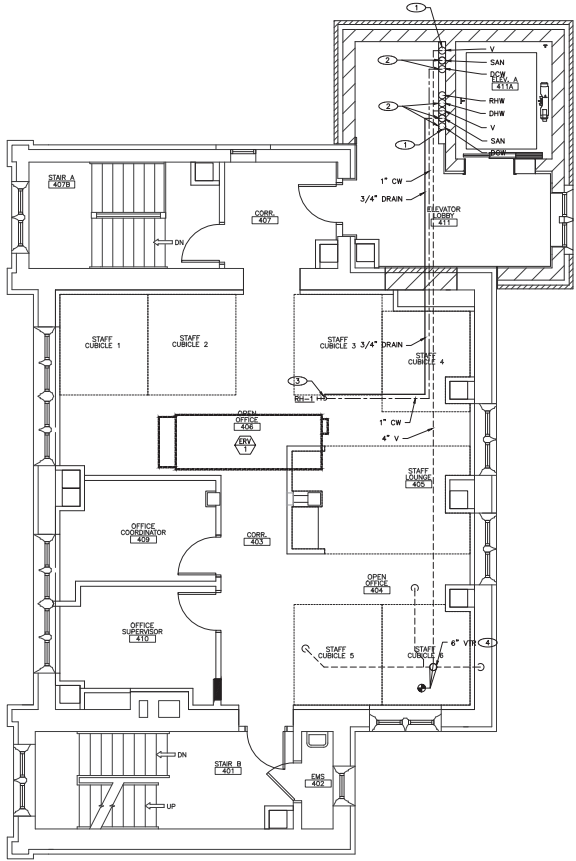 1
V
2
SAN
DCW
ELEV. A
411A
RHW
2
DHW
V
SAN
1
DCW
STAIR A
407B
1" CW
3/4" DRAIN
CORR.
407
ELEVATOR
LOBBY
411
DN
STAFF
CUBICLE 1
STAFF
CUBICLE 2
STAFF
CUBICLE 3
3/4" DRAIN
STAFF
CUBICLE 4
3
RH-1
OPEN
OFFICE
406
1" CW
4" V
ERV
1
STAFF
LOUNGE
405
OFFICE
COORDINATOR
409
CORR.
403
OPEN
OFFICE
404
OFFICE
SUPERVISOR
410
STAFF
CUBICLE 5
STAFF
CUBICLE 6
6" VTR
4
DN
STAIR B
401
EMS
402
UP